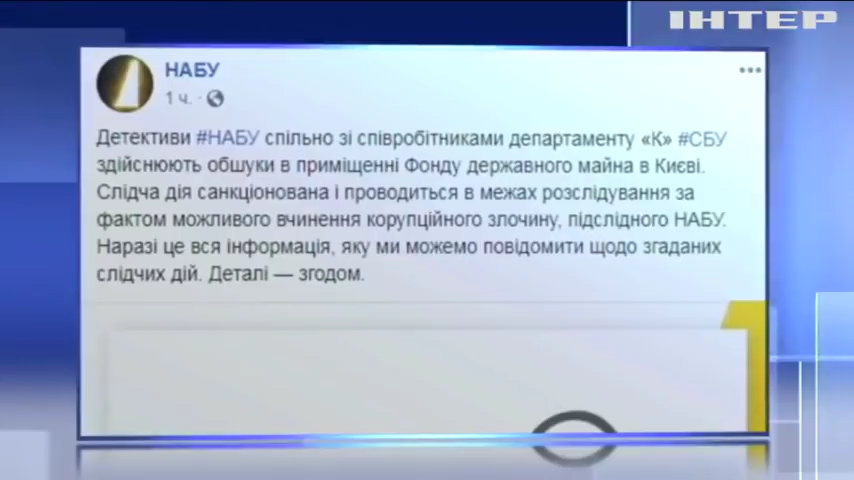 ІНТЕР
НАБУ
1 ч. ·
Детективи #НАБУ спільно зі співробітниками департаменту «К» #СБУ
здійснюють обшуки в приміщенні Фонду державного майна в Києві.
Слідча дія санкціонована і проводиться в межах розслідування за
фактом можливого вчинення корупційного злочину, підслідного НАБУ.
Наразі це вся інформація, яку ми можемо повідомити щодо згаданих
слідчих дій. Деталі — згодом.